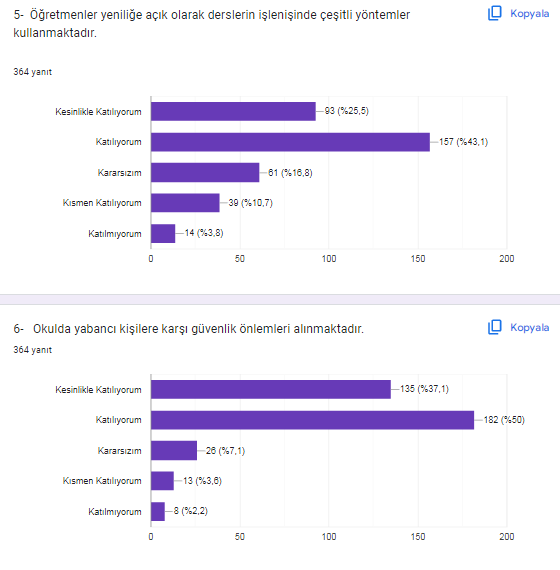 5- Öğretmenler yeniliğe açık olarak derslerin işlenişinde çeşitli yöntemler
kullanmaktadır.
Kopyala
364 yanıt
Kesinlikle Katılıyorum 93 (%25,5)
Katılıyorum 157 (%43,1)
Kararsızım 61 (%16,8)
Kısmen Katılıyorum 39 (%10,7)
Katılmıyorum 14 (%3,8)
0 50 100 150 200
6- Okulda yabancı kişilere karşı güvenlik önlemleri alınmaktadır.
Kopyala
364 yanıt
Kesinlikle Katılıyorum 135 (%37,1)
Katılıyorum 182 (%50)
Kararsızım 26 (%7,1)
Kısmen Katılıyorum 13 (%3,6)
Katılmıyorum 8 (%2,2)
0 50 100 150 200